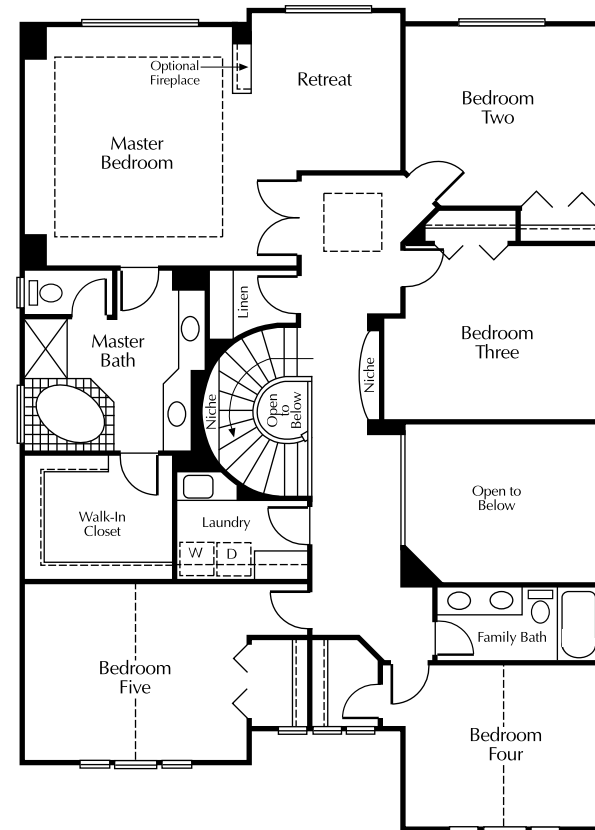 Optional
Fireplace
Retreat
Bedroom
Two
Master
Bedroom
Linen
Master
Bath
Bedroom
Three
Niche
Niche
Open
to
Below
Open to
Below
Walk-In
Closet
Laundry
W
D
Family Bath
Bedroom
Five
Bedroom
Four